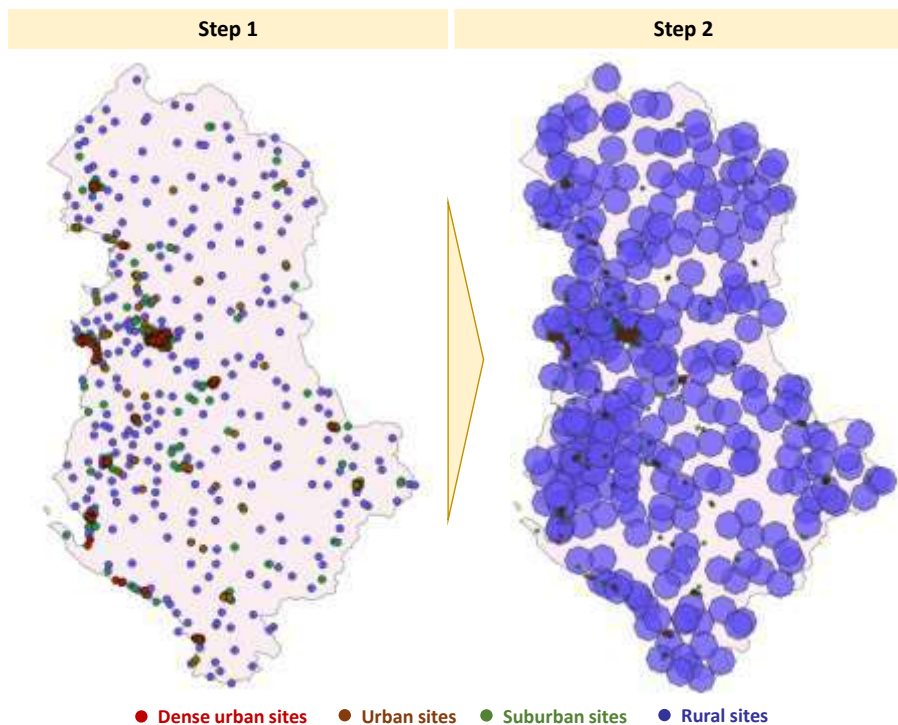 Step 1
Step 2
Dense urban sites
Urban sites
Suburban sites
Rural sites